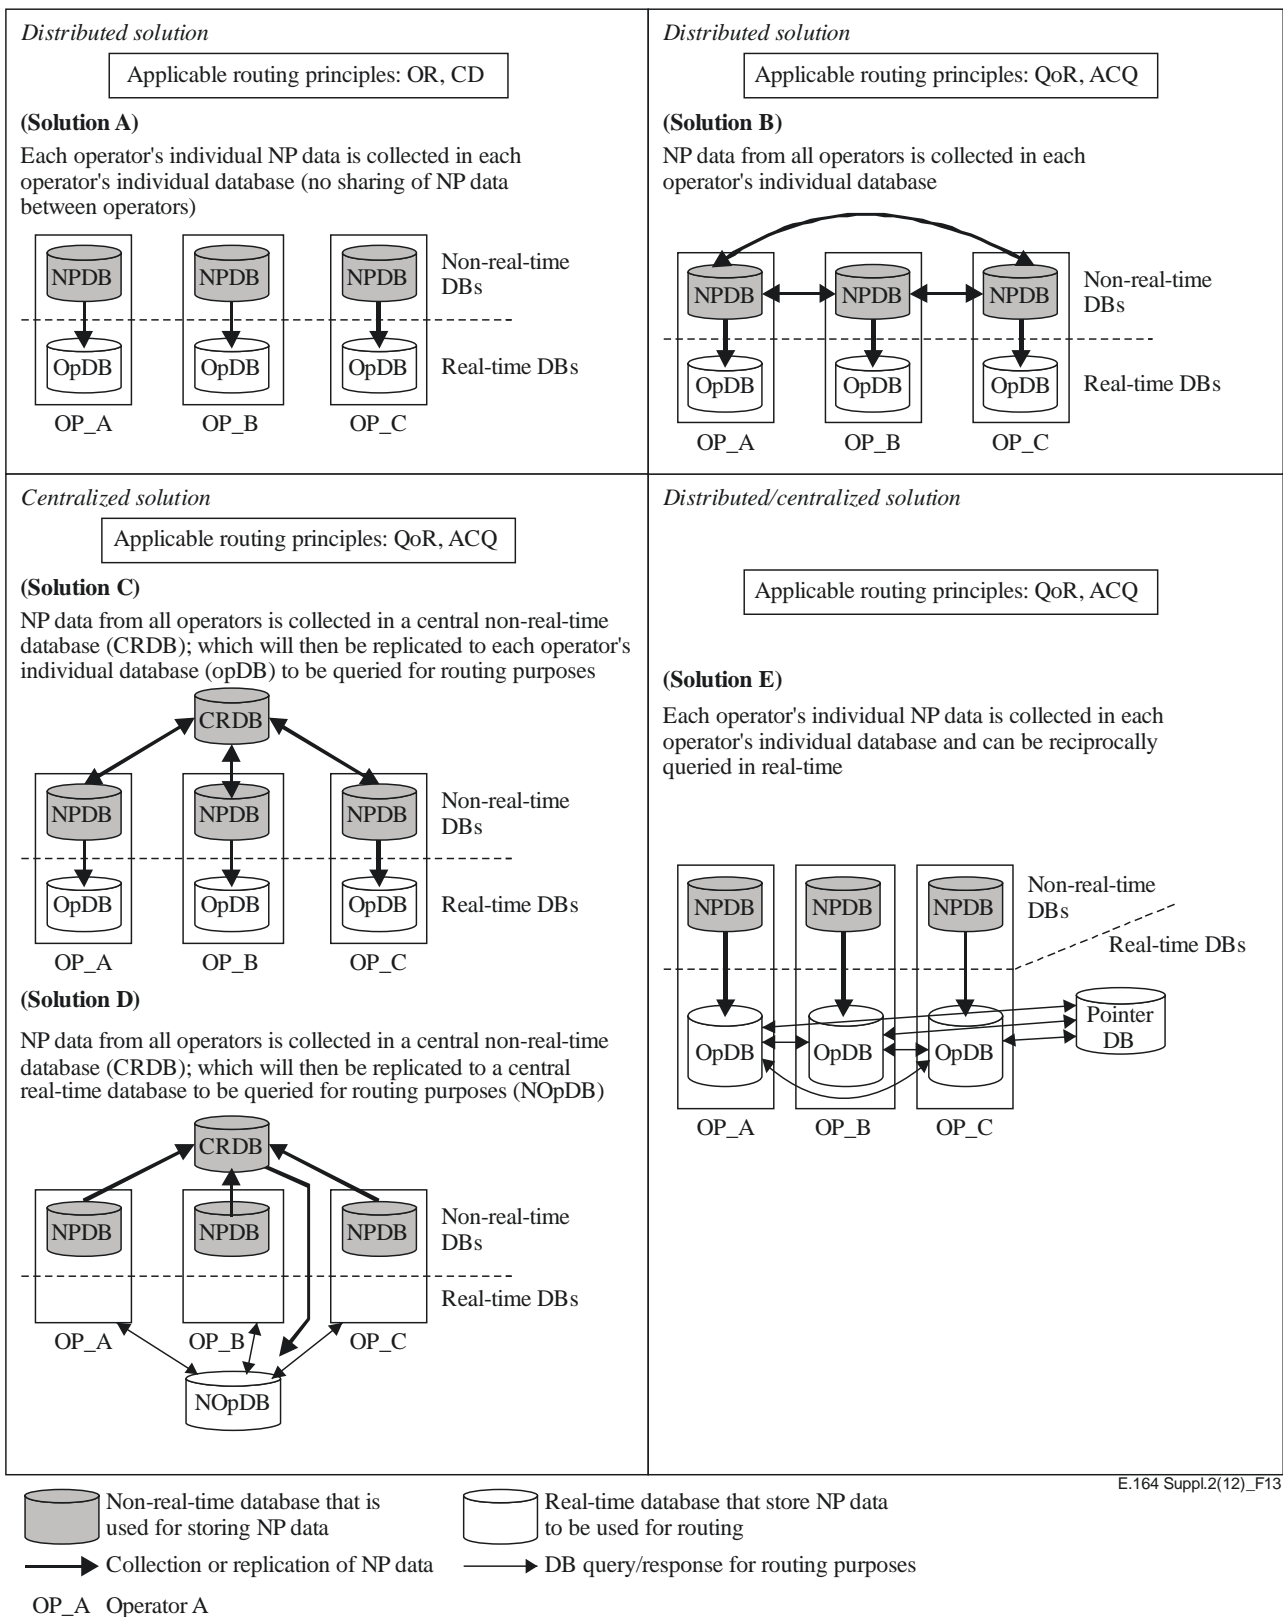 Distributed solution
Applicable routing principles: OR, CD
(Solution A)
Each operator's individual NP data is collected in each
operator's individual database (no sharing of NP data
between operators)
NPDB NPDB NPDB
Non-real-time
DBs
OpDB OpDB OpDB
Real-time DBs
OP_A OP_B OP_C
Distributed solution
Applicable routing principles: QoR, ACQ
(Solution B)
NP data from all operators is collected in each
operator's individual database
NPDB NPDB NPDB
Non-real-time
DBs
OpDB OpDB OpDB
Real-time DBs
OP_A OP_B OP_C
Centralized solution
Applicable routing principles: QoR, ACQ
(Solution C)
NP data from all operators is collected in a central non-real-time
database (CRDB); which will then be replicated to each operator's
individual database (opDB) to be queried for routing purposes
CRDB
NPDB NPDB NPDB
Non-real-time
DBs
OpDB OpDB OpDB
Real-time DBs
OP_A OP_B OP_C
(Solution D)
NP data from all operators is collected in a central non-real-time
database (CRDB); which will then be replicated to a central
real-time database to be queried for routing purposes (NOpDB)
CRDB
NPDB NPDB NPDB
Non-real-time
DBs
Real-time DBs
OP_A OP_B OP_C
NOpDB
Distributed/centralized solution
Applicable routing principles: QoR, ACQ
(Solution E)
Each operator's individual NP data is collected in each
operator's individual database and can be reciprocally
queried in real-time
NPDB NPDB NPDB
Non-real-time
DBs
Real-time DBs
Pointer
DB
OpDB OpDB OpDB
OP_A OP_B OP_C
E.164 Suppl.2(12)_F13
Non-real-time database that is
used for storing NP data
Real-time database that store NP data
to be used for routing
Collection or replication of NP data
DB query/response for routing purposes
OP_A Operator A